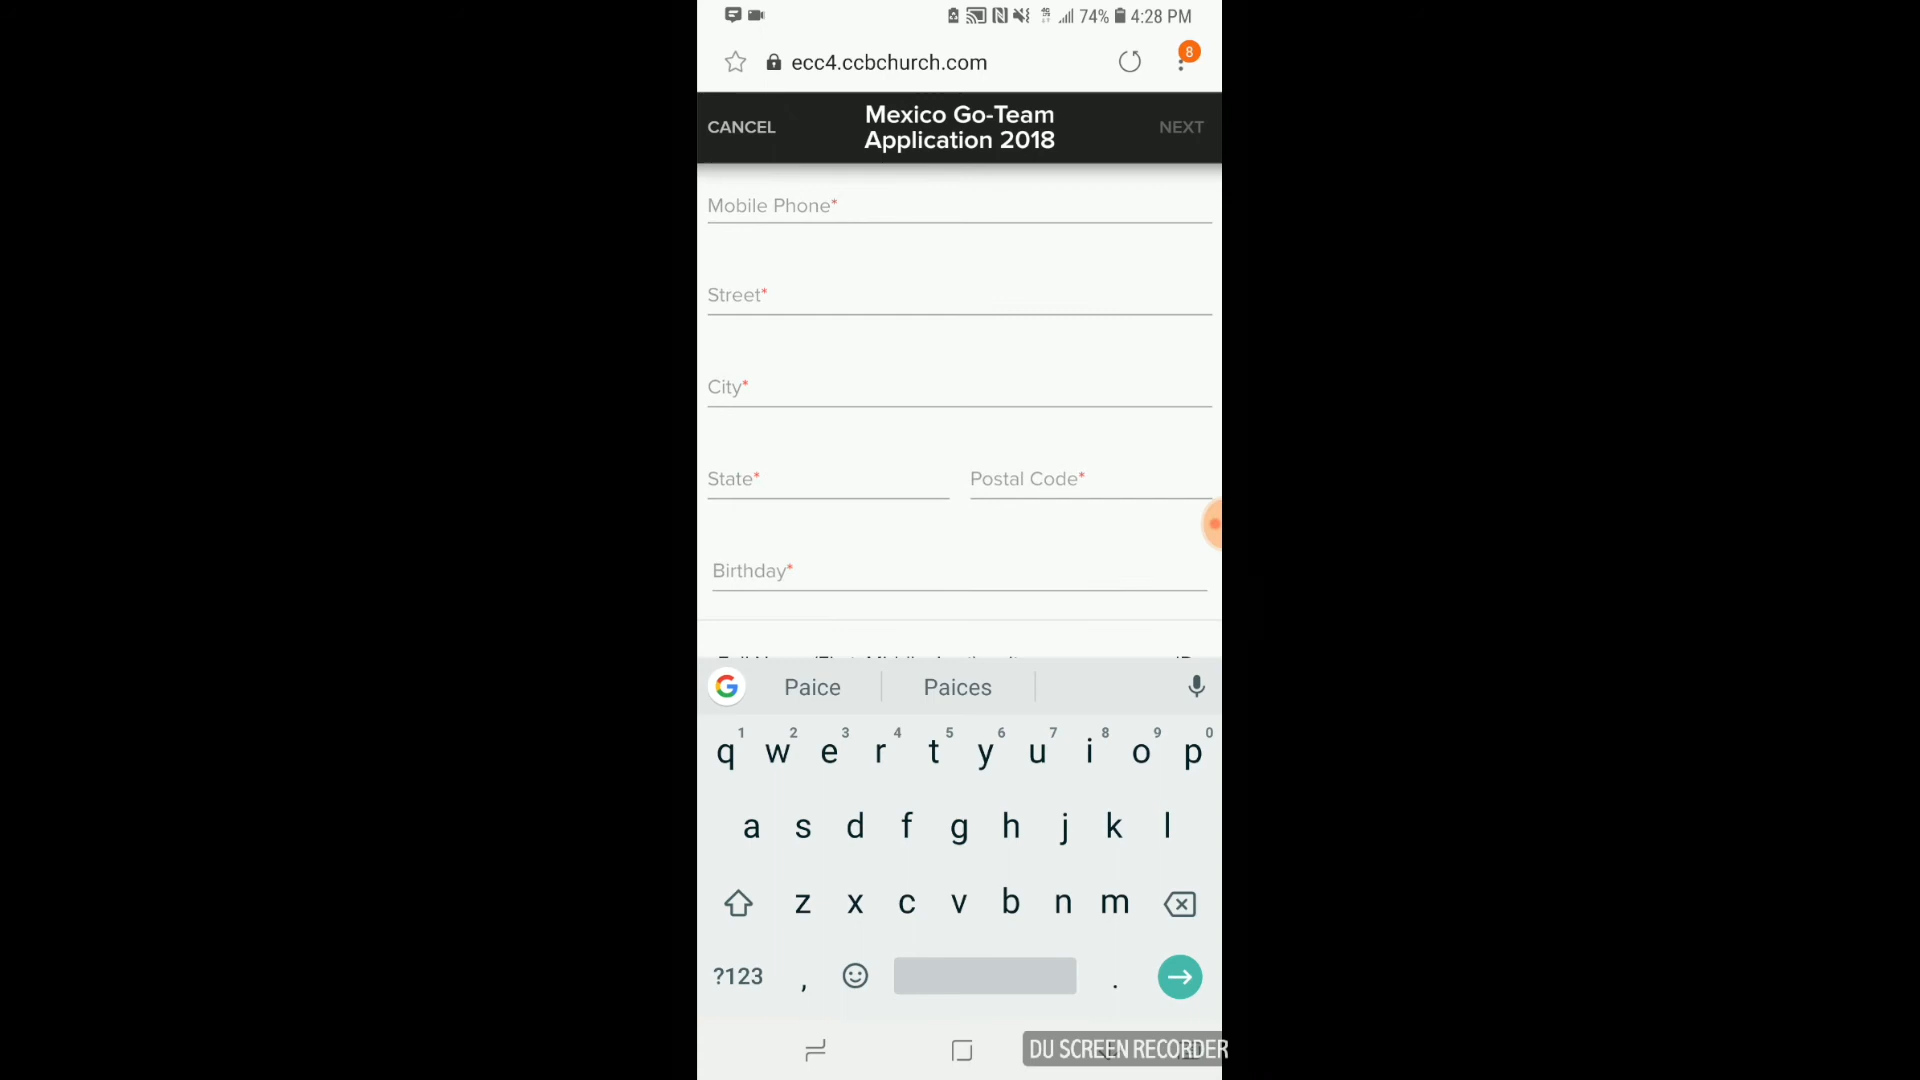 74% 4:28 PM
ecc4.ccbchurch.com
8
CANCEL
Mexico Go-Team
Application 2018
NEXT
Mobile Phone*
Street*
City*
State* Postal Code*
Birthday*
Paice Paices
1 2 3 4 5 6 7 8 9 0
q w e r t y u i o p
a s d f g h j k l
z x c v b n m
?123 , .
DU SCREEN RECORDER